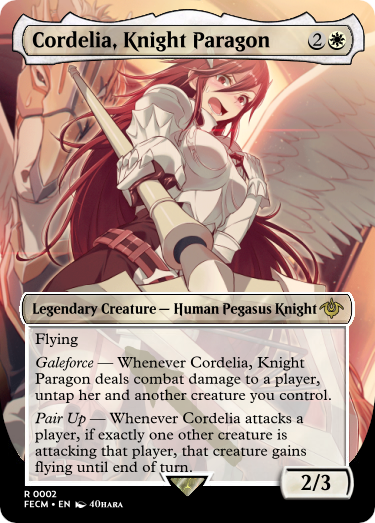 Cordelia, Knight Paragon 2
Legendary Creature — Human Pegasus Knight
Flying
Galeforce — Whenever Cordelia, Knight
Paragon deals combat damage to a player,
untap her and another creature you control.
Pair Up — Whenever Cordelia attacks a
player, if exactly one other creature is
attacking that player, that creature gains
flying until end of turn.
2/3
R 0002
FECM • EN 40HARA